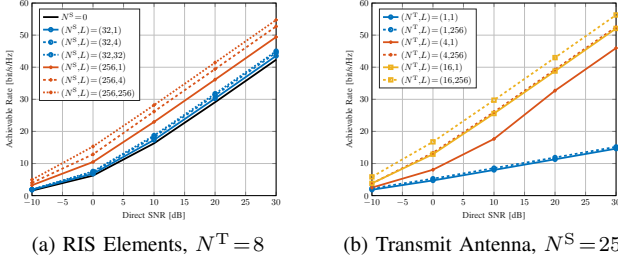 60
50
40
30
20
10
0
Achievable Rate [bit/s/Hz]
N^S=0
(N^S,L)=(32,1)
(N^S,L)=(32,4)
(N^S,L)=(32,32)
(N^S,L)=(256,1)
(N^S,L)=(256,4)
(N^S,L)=(256,256)
−10 −5 0 5 10 15 20 25 30
Direct SNR [dB]
(a) RIS Elements, N^T=8
60
50
40
30
20
10
0
Achievable Rate [bit/s/Hz]
(N^T,L)=(1,1)
(N^T,L)=(1,256)
(N^T,L)=(4,1)
(N^T,L)=(4,256)
(N^T,L)=(16,1)
(N^T,L)=(16,256)
−10 −5 0 5 10 15 20 25 30
Direct SNR [dB]
(b) Transmit Antenna, N^S=25